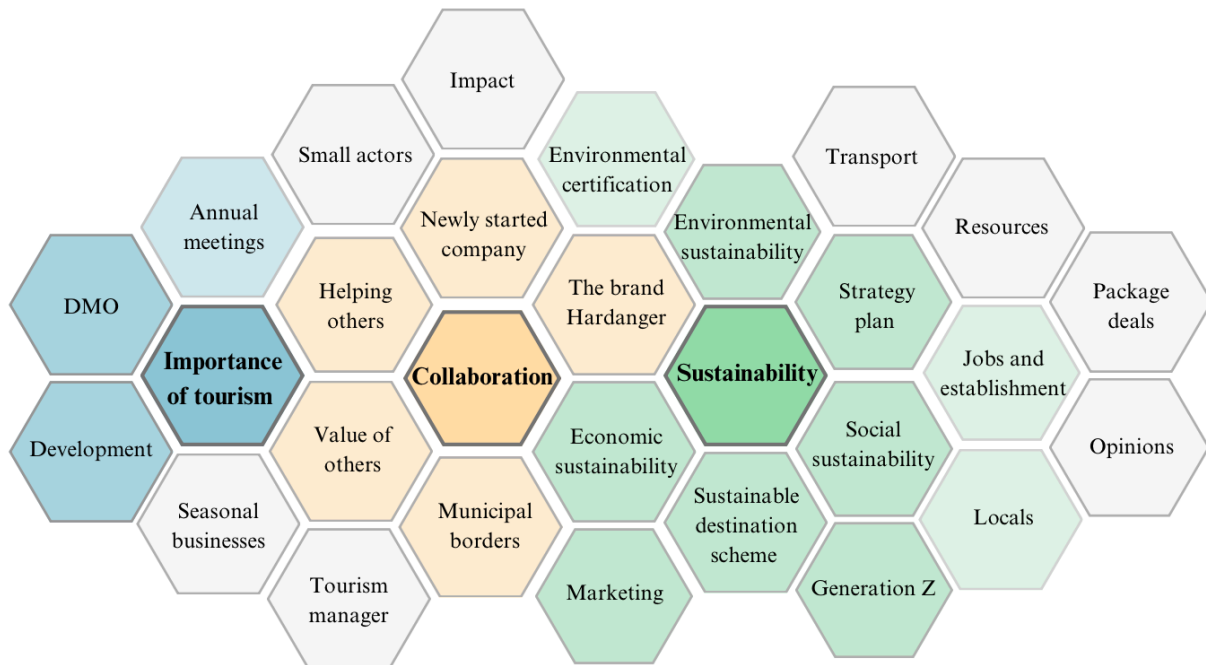 Impact
Small actors
Environmental
certification
Transport
Annual
meetings
Newly started
company
Environmental
sustainability
Resources
DMO
Helping
others
The brand
Hardanger
Strategy
plan
Package
deals
Importance
of tourism
Collaboration
Sustainability
Jobs and
establishment
Development
Value of
others
Economic
sustainability
Social
sustainability
Opinions
Seasonal
businesses
Municipal
borders
Sustainable
destination
scheme
Locals
Tourism
manager
Marketing
Generation Z